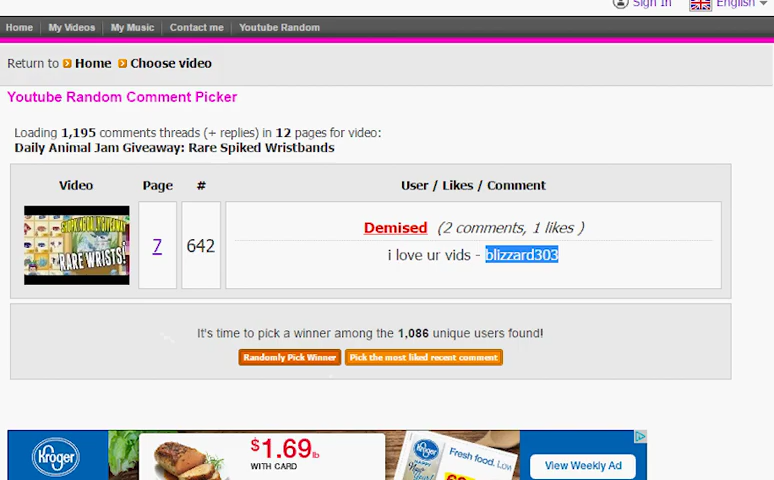 Sign In English
Home My Videos My Music Contact me Youtube Random
Return to Home Choose video
Youtube Random Comment Picker
Loading 1,195 comments threads (+ replies) in 12 pages for video:
Daily Animal Jam Giveaway: Rare Spiked Wristbands
Video Page # User / Likes / Comment
SHOPKING DAILY GIVEAWAY
RARE WRISTS!
7 642
Demised (2 comments, 1 likes )
i love ur vids - blizzard303
It's time to pick a winner among the 1,086 unique users found!
Randomly Pick Winner Pick the most liked recent comment
Kroger
$1.69 lb
WITH CARD
Kroger
Fresh food. Low
View Weekly Ad